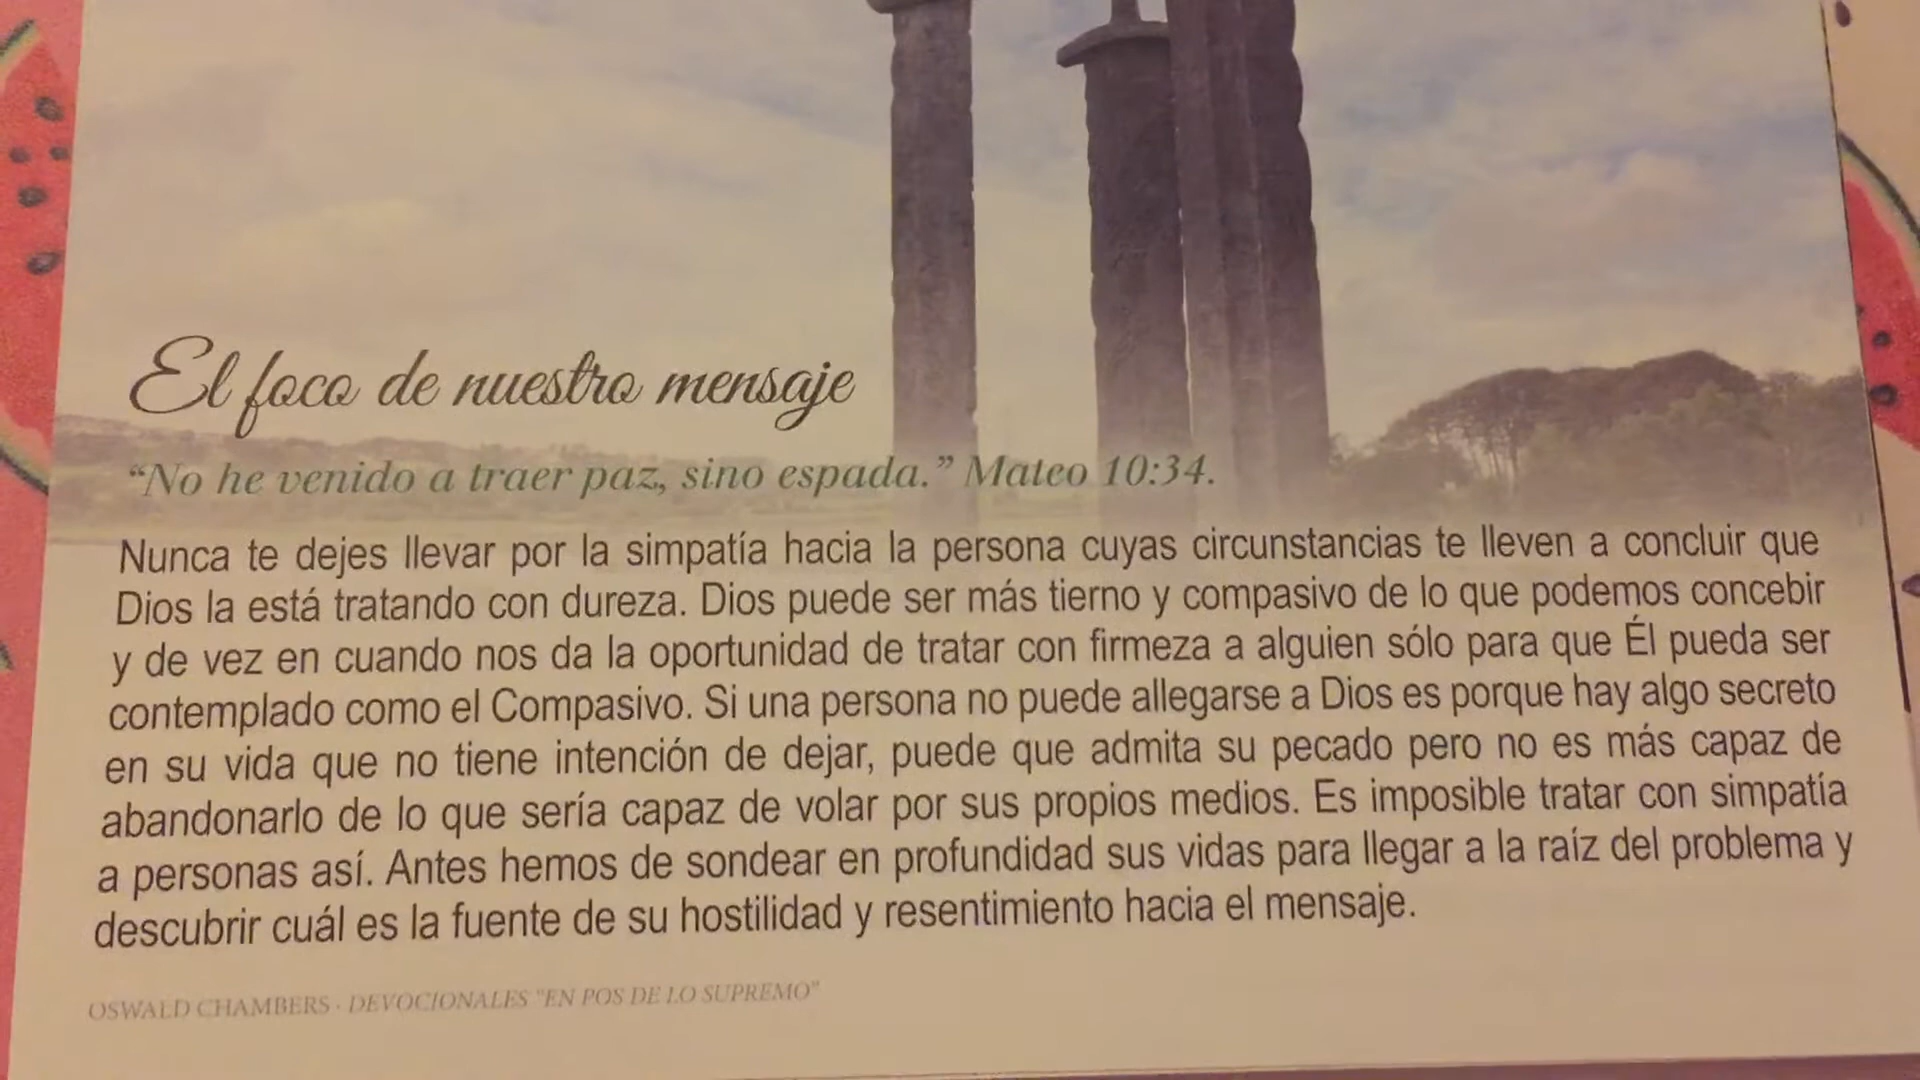 El foco de nuestro mensaje
“No he venido a traer paz, sino espada.” Mateo 10:34.
Nunca te dejes llevar por la simpatía hacia la persona cuyas circunstancias te lleven a concluir que
Dios la está tratando con dureza. Dios puede ser más tierno y compasivo de lo que podemos concebir
y de vez en cuando nos da la oportunidad de tratar con firmeza a alguien sólo para que Él pueda ser
contemplado como el Compasivo. Si una persona no puede allegarse a Dios es porque hay algo secreto
en su vida que no tiene intención de dejar, puede que admita su pecado pero no es más capaz de
abandonarlo de lo que sería capaz de volar por sus propios medios. Es imposible tratar con simpatía
a personas así. Antes hemos de sondear en profundidad sus vidas para llegar a la raíz del problema y
descubrir cuál es la fuente de su hostilidad y resentimiento hacia el mensaje.
OSWALD CHAMBERS · DEVOCIONALES "EN POS DE LO SUPREMO"